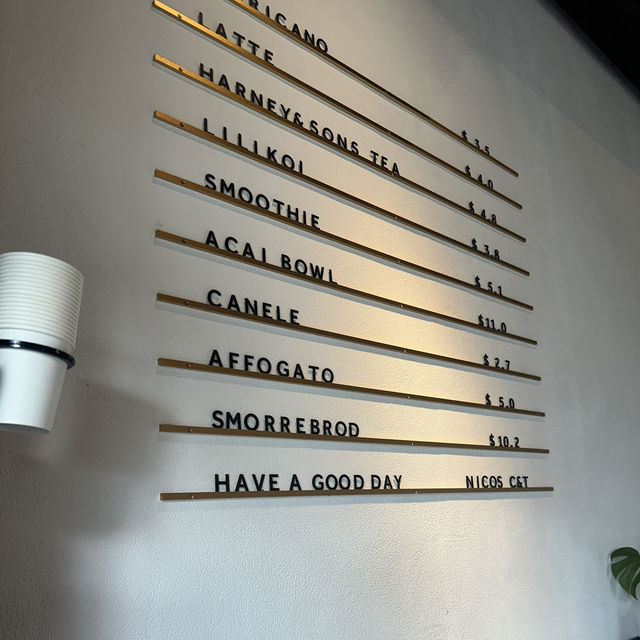 RICANO $ 3.5
LATTE $ 4.0
HARNEY&SONS TEA $ 4.8
LILIKOI $ 3.8
SMOOTHIE $ 5.1
ACAI BOWL $11.0
CANELE $ 2.7
AFFOGATO $ 5.0
SMORREBROD $10.2
HAVE A GOOD DAY NICOS C&T